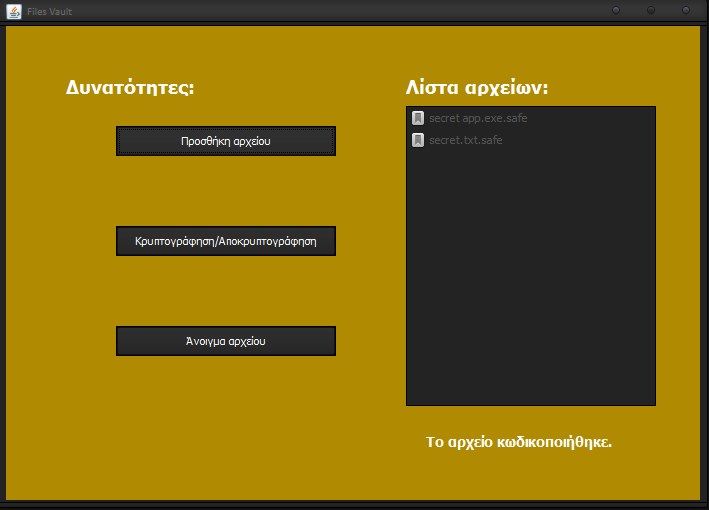 Files Vault
Δυνατότητες:
Προσθήκη αρχείου
Κρυπτογράφηση/Αποκρυπτογράφηση
Άνοιγμα αρχείου
Λίστα αρχείων:
secret app.exe.safe
secret.txt.safe
Το αρχείο κωδικοποιήθηκε.